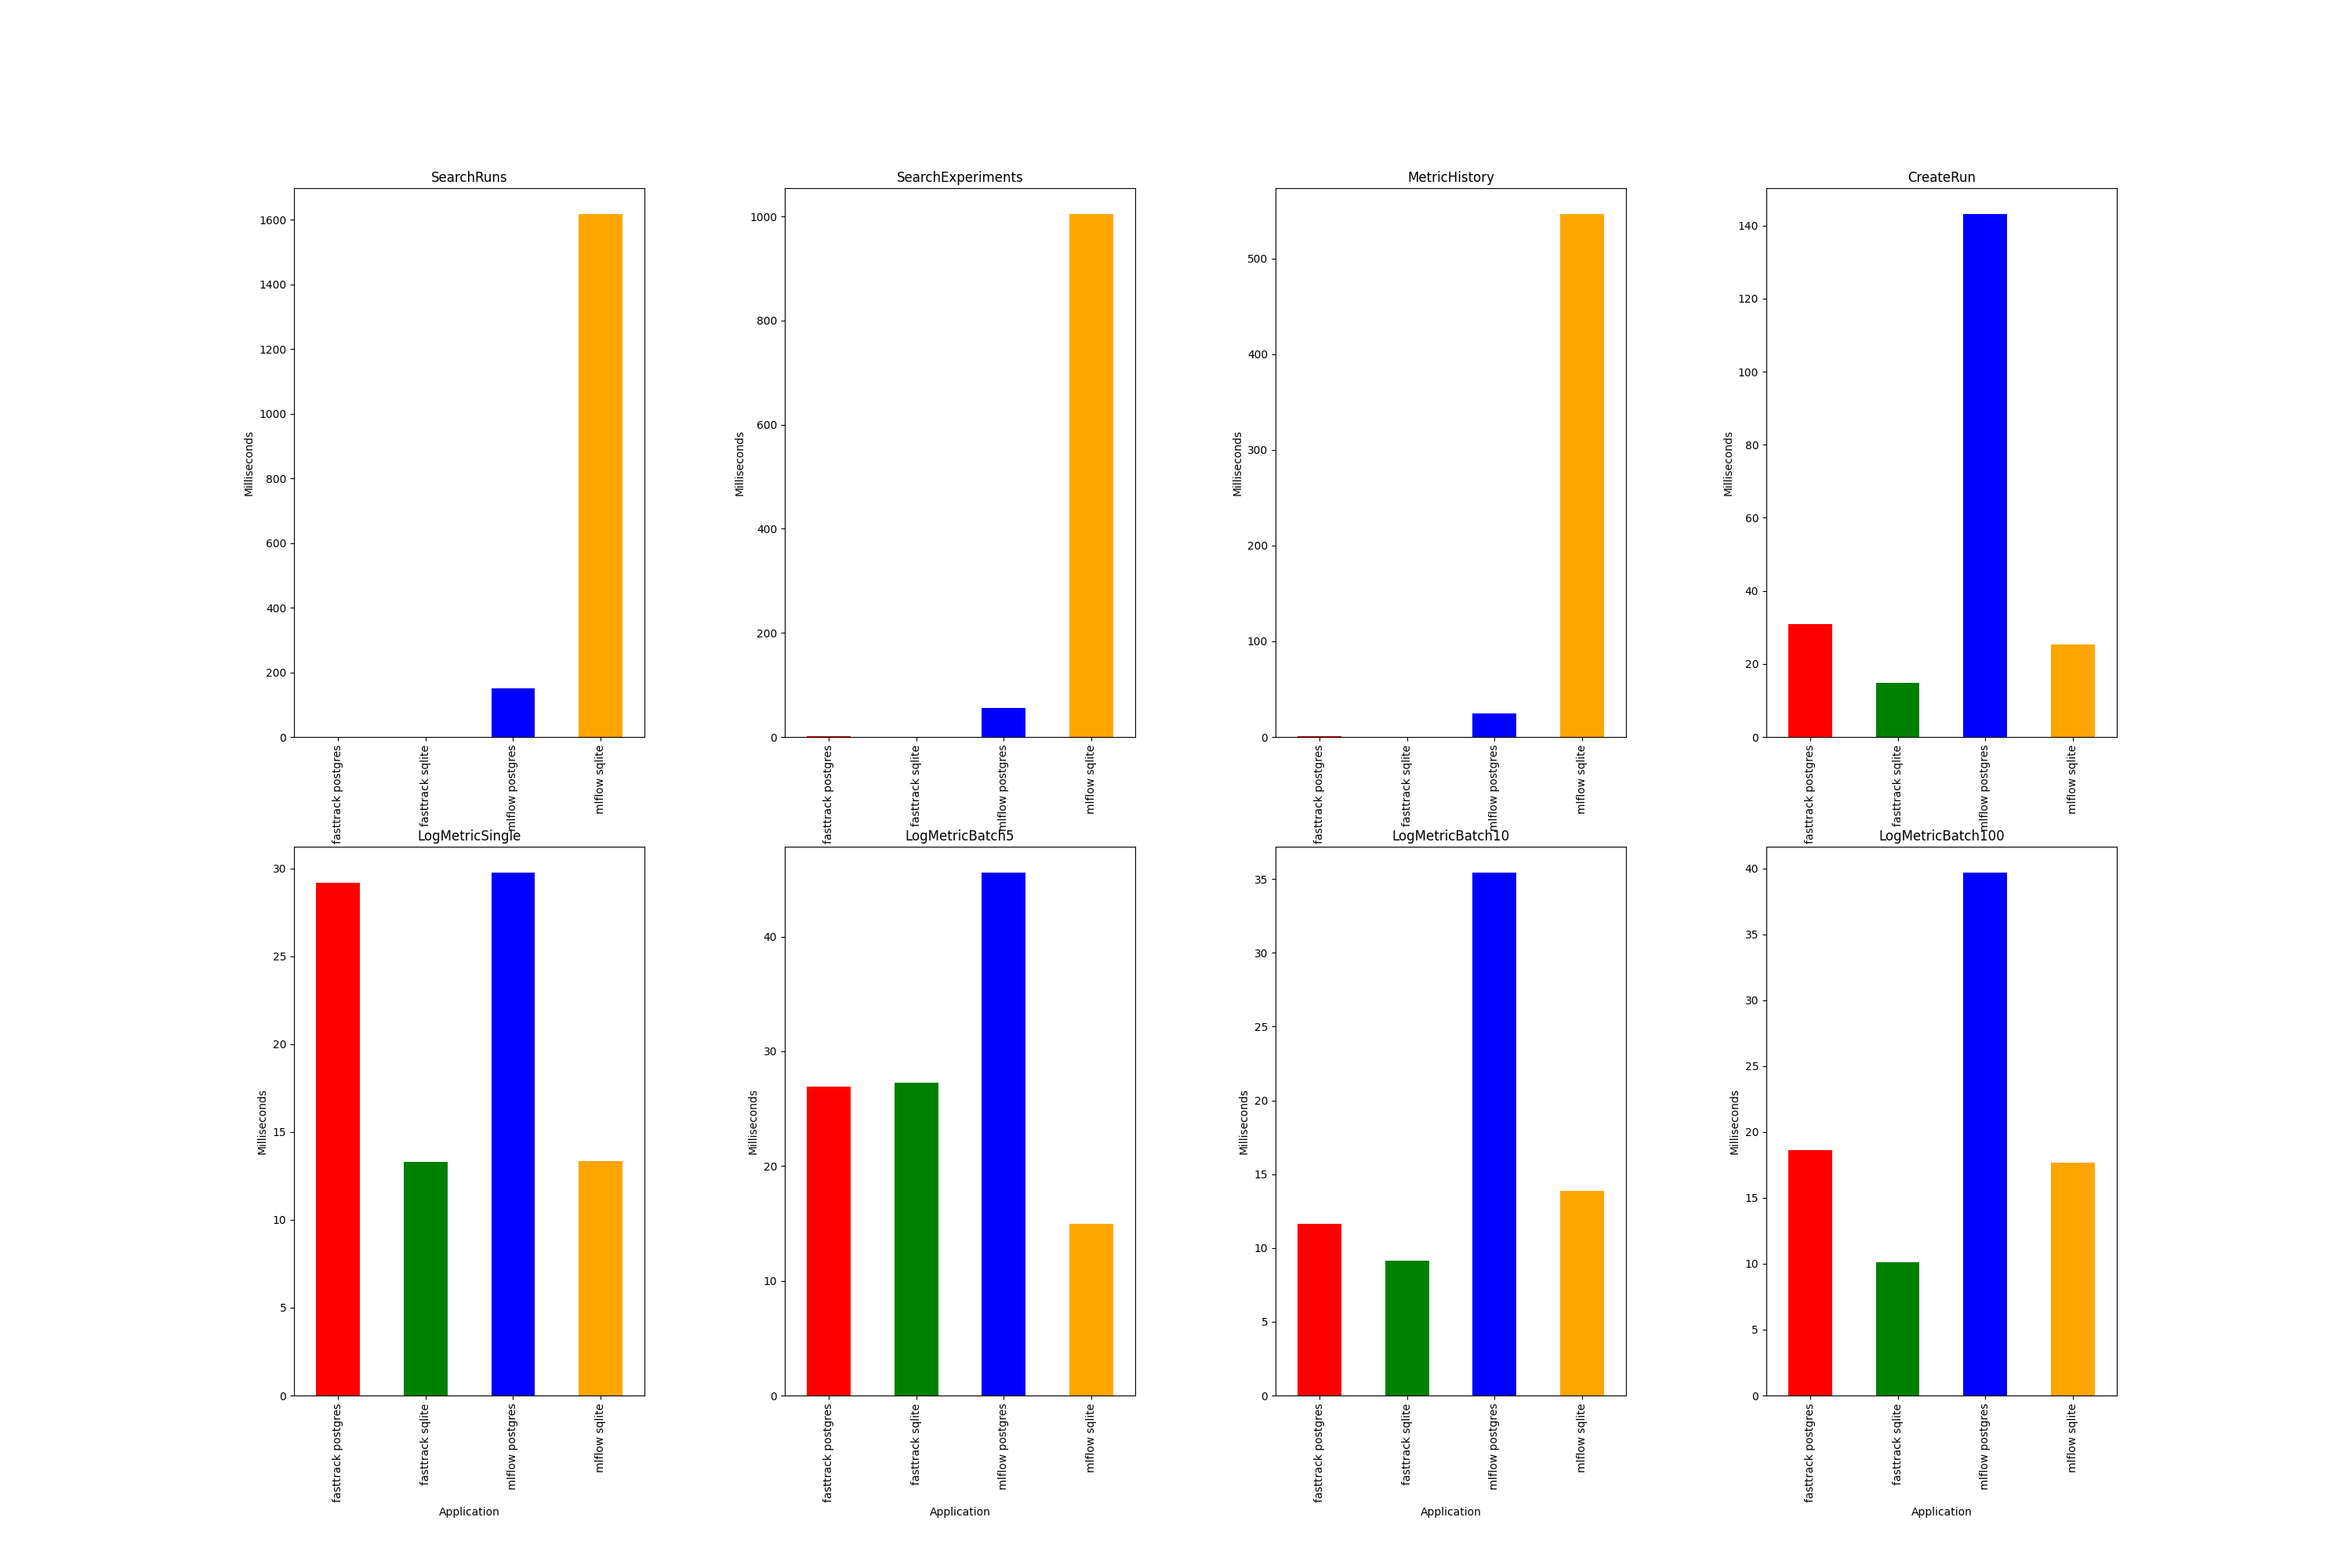 SearchRuns
1600
1400
1200
1000
800
600
400
200
0
Milliseconds
fasttrack postgres
fasttrack sqlite
mlflow postgres
mlflow sqlite
SearchExperiments
1000
800
600
400
200
0
Milliseconds
fasttrack postgres
fasttrack sqlite
mlflow postgres
mlflow sqlite
MetricHistory
500
400
300
200
100
0
Milliseconds
fasttrack postgres
fasttrack sqlite
mlflow postgres
mlflow sqlite
CreateRun
140
120
100
80
60
40
20
0
Milliseconds
fasttrack postgres
fasttrack sqlite
mlflow postgres
mlflow sqlite
LogMetricSingle
30
25
20
15
10
5
0
Milliseconds
fasttrack postgres
fasttrack sqlite
mlflow postgres
mlflow sqlite
Application
LogMetricBatch5
40
30
20
10
0
Milliseconds
fasttrack postgres
fasttrack sqlite
mlflow postgres
mlflow sqlite
Application
LogMetricBatch10
35
30
25
20
15
10
5
0
Milliseconds
fasttrack postgres
fasttrack sqlite
mlflow postgres
mlflow sqlite
Application
LogMetricBatch100
40
35
30
25
20
15
10
5
0
Milliseconds
fasttrack postgres
fasttrack sqlite
mlflow postgres
mlflow sqlite
Application